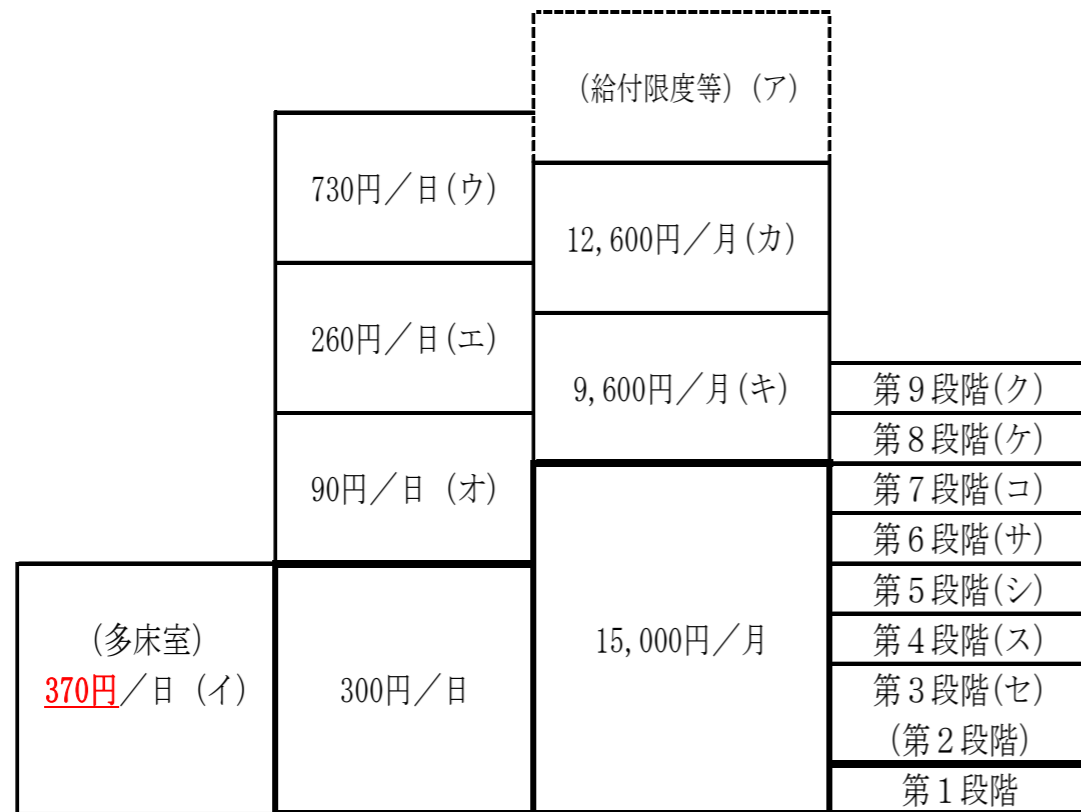 (給付限度等) (ア)
730円／日(ウ)
12,600円／月(カ)
260円／日(エ)
9,600円／月(キ)
第９段階(ク)
第８段階(ケ)
90円／日 (オ)
第７段階(コ)
第６段階(サ)
(多床室)
370円／日 (イ)
300円／日
15,000円／月
第５段階(シ)
第４段階(ス)
第３段階(セ)
(第２段階)
第１段階